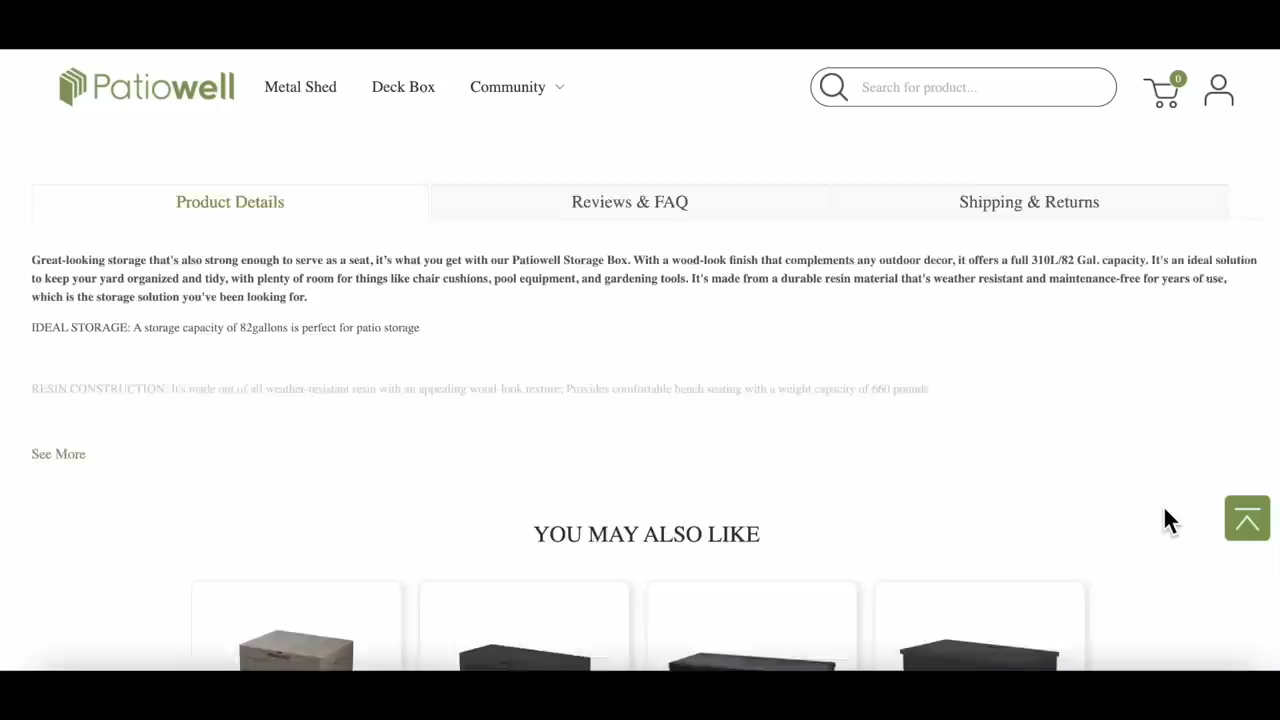 Patiowell
Metal Shed
Deck Box
Community
Search for product...
0
Product Details
Reviews & FAQ
Shipping & Returns
Great-looking storage that's also strong enough to serve as a seat, it’s what you get with our Patiowell Storage Box. With a wood-look finish that complements any outdoor decor, it offers a full 310L/82 Gal. capacity. It's an ideal solution
to keep your yard organized and tidy, with plenty of room for things like chair cushions, pool equipment, and gardening tools. It's made from a durable resin material that's weather resistant and maintenance-free for years of use,
which is the storage solution you've been looking for.
IDEAL STORAGE: A storage capacity of 82gallons is perfect for patio storage
RESIN CONSTRUCTION: It's made out of all weather-resistant resin with an appealing wood-look texture; Provides comfortable bench seating with a weight capacity of 660 pounds
See More
YOU MAY ALSO LIKE